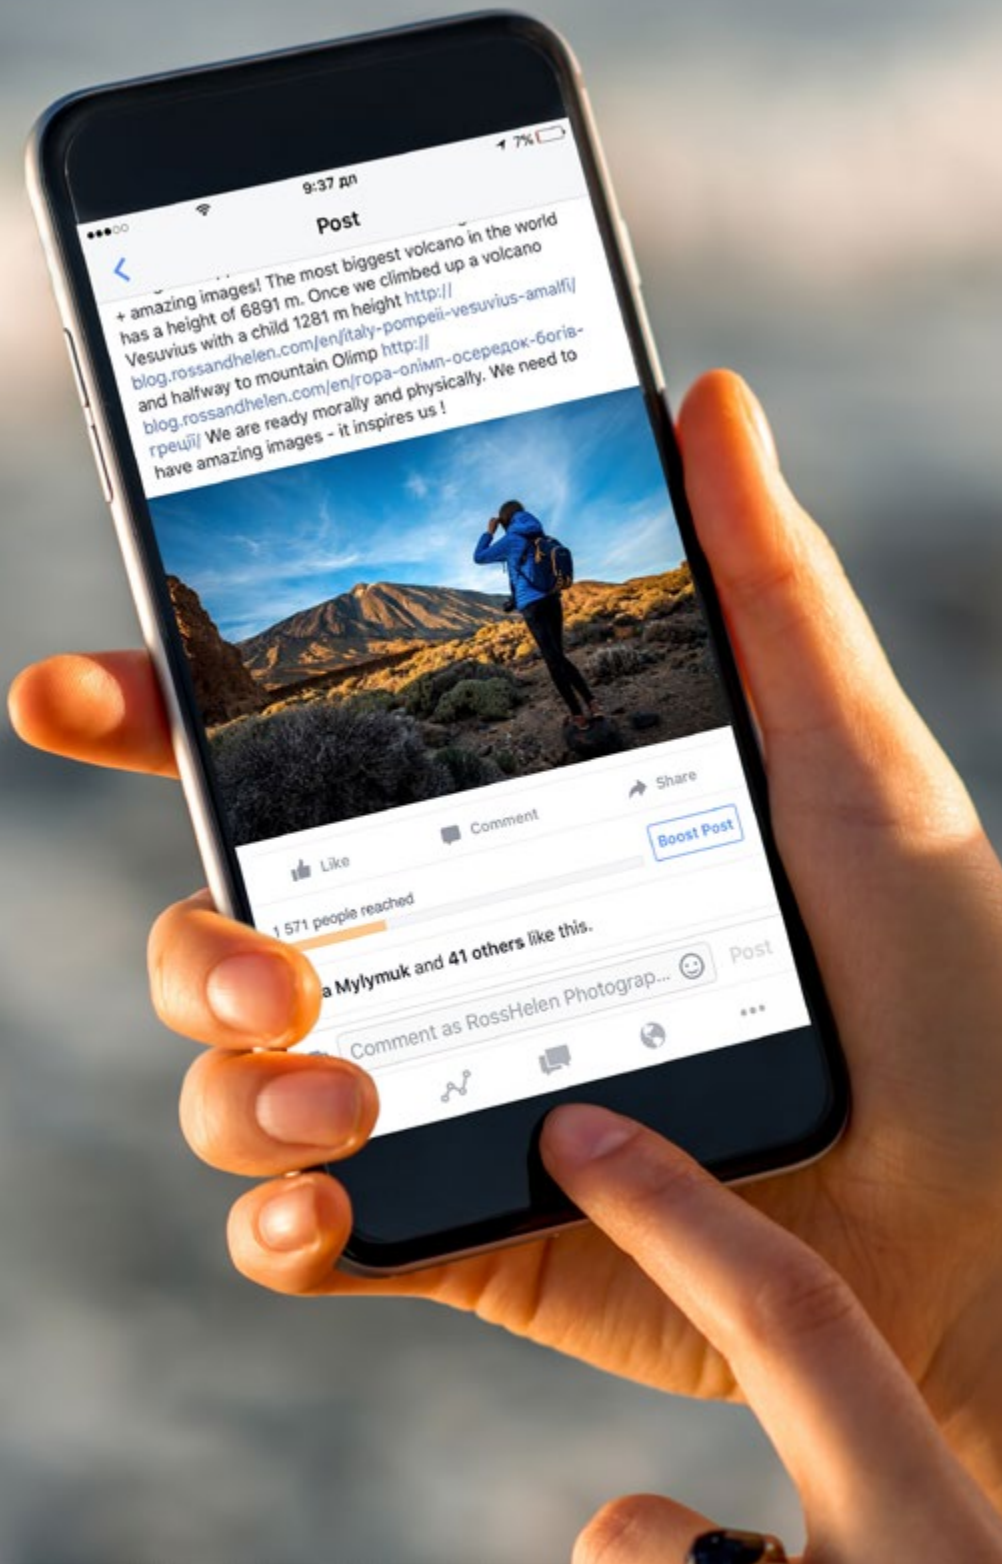 7%
9:37 дп
Post
+ amazing images! The most biggest volcano in the world
has a height of 6891 m. Once we climbed up a volcano
Vesuvius with a child 1281 m height http://
blog.rossandhelen.com/en/italy-pompeii-vesuvius-amalfi/
and halfway to mountain Olimp http://
blog.rossandhelen.com/en/гора-олімп-осередок-богів-
греції/ We are ready morally and physically. We need to
have amazing images - it inspires us !
Like
Comment
Share
1 571 people reached
Boost Post
a Mylymuk and 41 others like this.
Comment as RossHelen Photograp...
Post